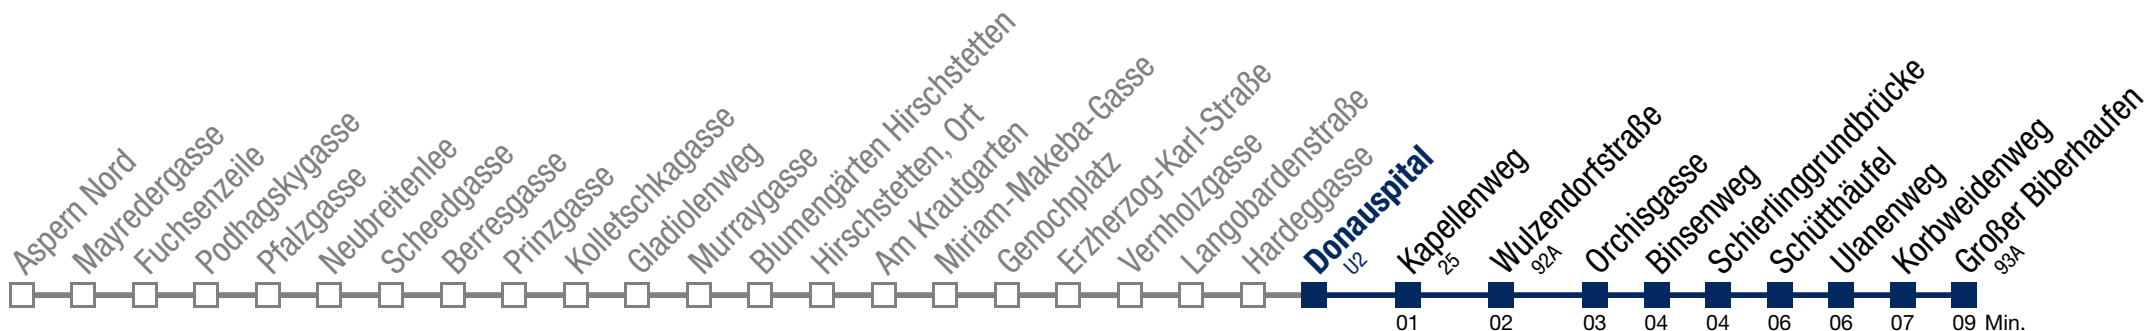 Aspern Nord
Mayredergasse
Fuchsenzeile
Podhagskygasse
Pfalzgasse
Neubreitenlee
Scheedgasse
Berresgasse
Prinzgasse
Kolletschkagasse
Gladiolenweg
Murraygasse
Blumengärten Hirschstetten
Hirschstetten, Ort
Am Krautgarten
Miriam-Makeba-Gasse
Genochplatz
Erzherzog-Karl-Straße
Vernholzgasse
Langobardenstraße
Hardeggasse
Donauspital
U2
Kapellenweg
25
Wulzendorfstraße
92A
Orchisgasse
Binsenweg
Schierlinggrundbrücke
Schütthäufel
Ulanenweg
Korbweidenweg
Großer Biberhaufen
93A
01 02 03 04 04 06 06 07 09 Min.